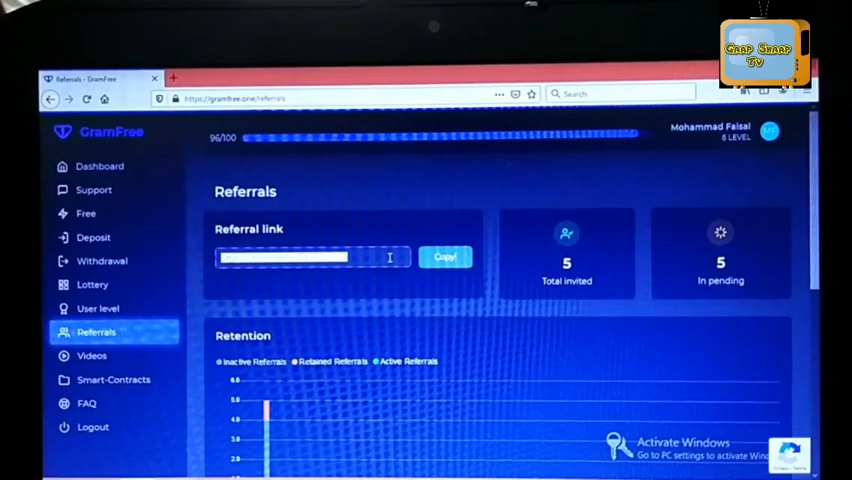 Gaap Shaap
Tv
Referrals - GramFree
https://gramfree.one/referrals
Search
GramFree
96/100
Mohammad Faisal
6 LEVEL
MF
Dashboard
Support
Free
Deposit
Withdrawal
Lottery
User level
Referrals
Videos
Smart-Contracts
FAQ
Logout
Referrals
Referral link
Copy
5
Total invited
5
In pending
Retention
Inactive Referrals
Retained Referrals
Active Referrals
6.0
5.0
4.0
3.0
2.0
Activate Windows
Go to PC settings to activate Win
Privacy - Terms